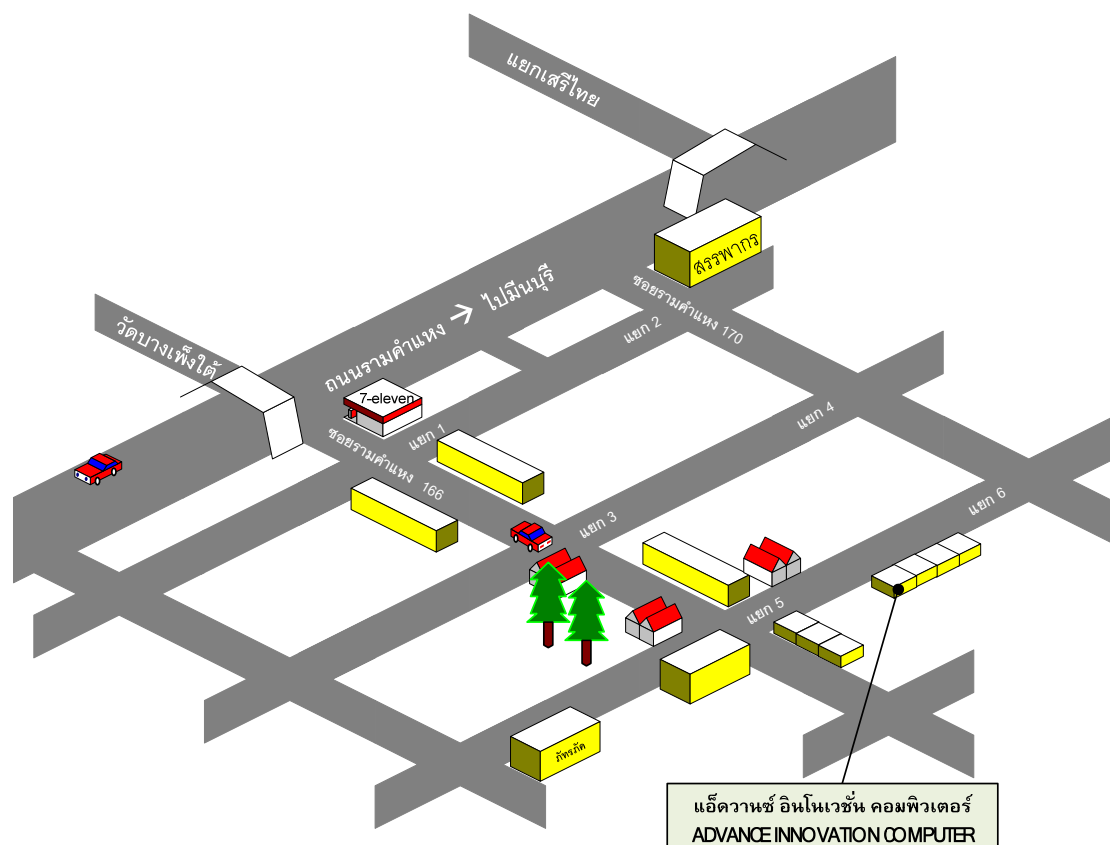 แยกเสรีไทย
สรรพากร
ถนนรามคำแหง → ไปมีนบุรี
ซอยรามคำแหง 170
วัดบางเพ็งใต้
แยก 2
7-eleven
แยก 1
แยก 4
ซอยรามคำแหง 166
แยก 3
แยก 6
แยก 5
ภัทรภัค
แอ็ดวานซ์ อินโนเวชั่น คอมพิวเตอร์
ADVANCE INNOVATION COMPUTER